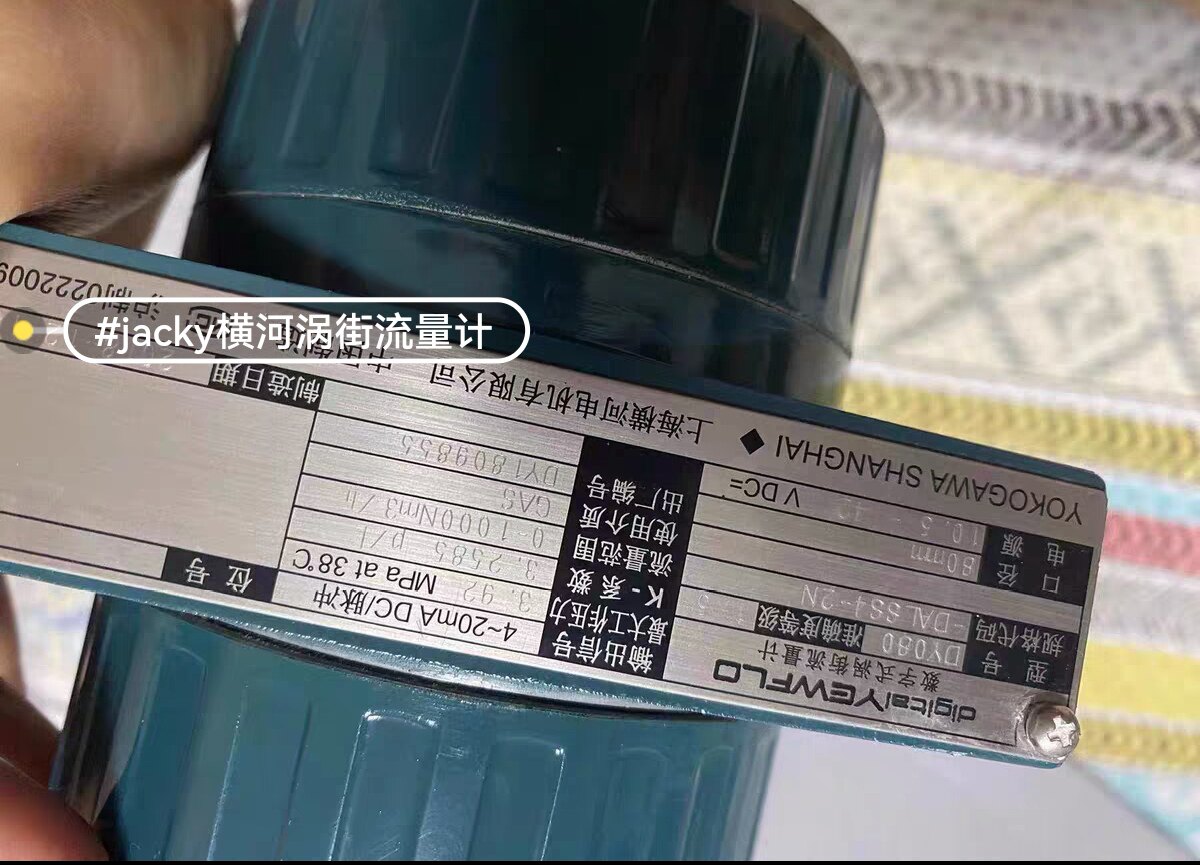 #jacky横河涡街流量计
digitalYEWFLO
数字式涡街流量计
型号 DY080 准确度等级
规格代码 -DALSS4-2N
口径 80mm
电源 10.5 - 42 V DC
YOKOGAWA SHANGHAI ◆ 上海横河电机有限公司
输出信号 4~20mA DC/脉冲
最大工作压力 3.92 MPa at 38℃
K-系数 3.2585 p/L
流量范围 0-1000Nm3/h
使用介质 GAS
出厂编号 DY1809855
位号
制造日期